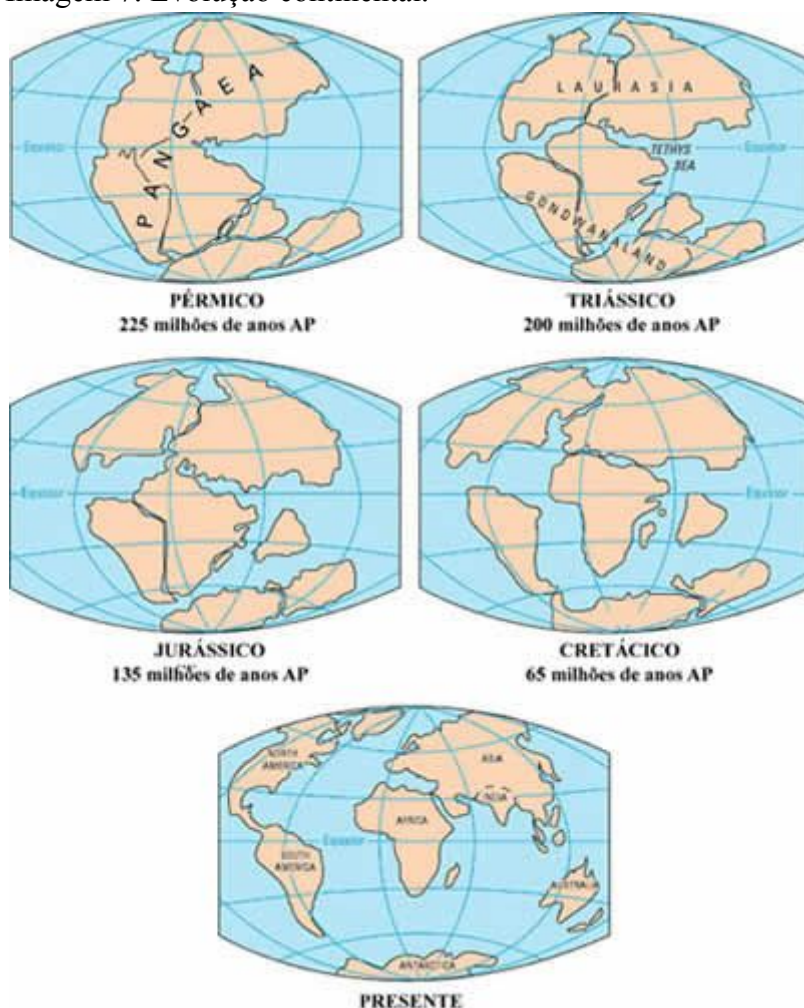 Imagem 7. Evolução continental.
PANGAEA
Equator
PÉRMICO
225 milhões de anos AP
LAURASIA
TETHYS
SEA
Equator
GONDWANALAND
TRIÁSSICO
200 milhões de anos AP
Equator
JURÁSSICO
135 milhões de anos AP
Equator
CRETÁCICO
65 milhões de anos AP
NORTH
AMERICA
ASIA
INDIA
AFRICA
Equator
SOUTH
AMERICA
AUSTRALIA
ANTARCTICA
PRESENTE